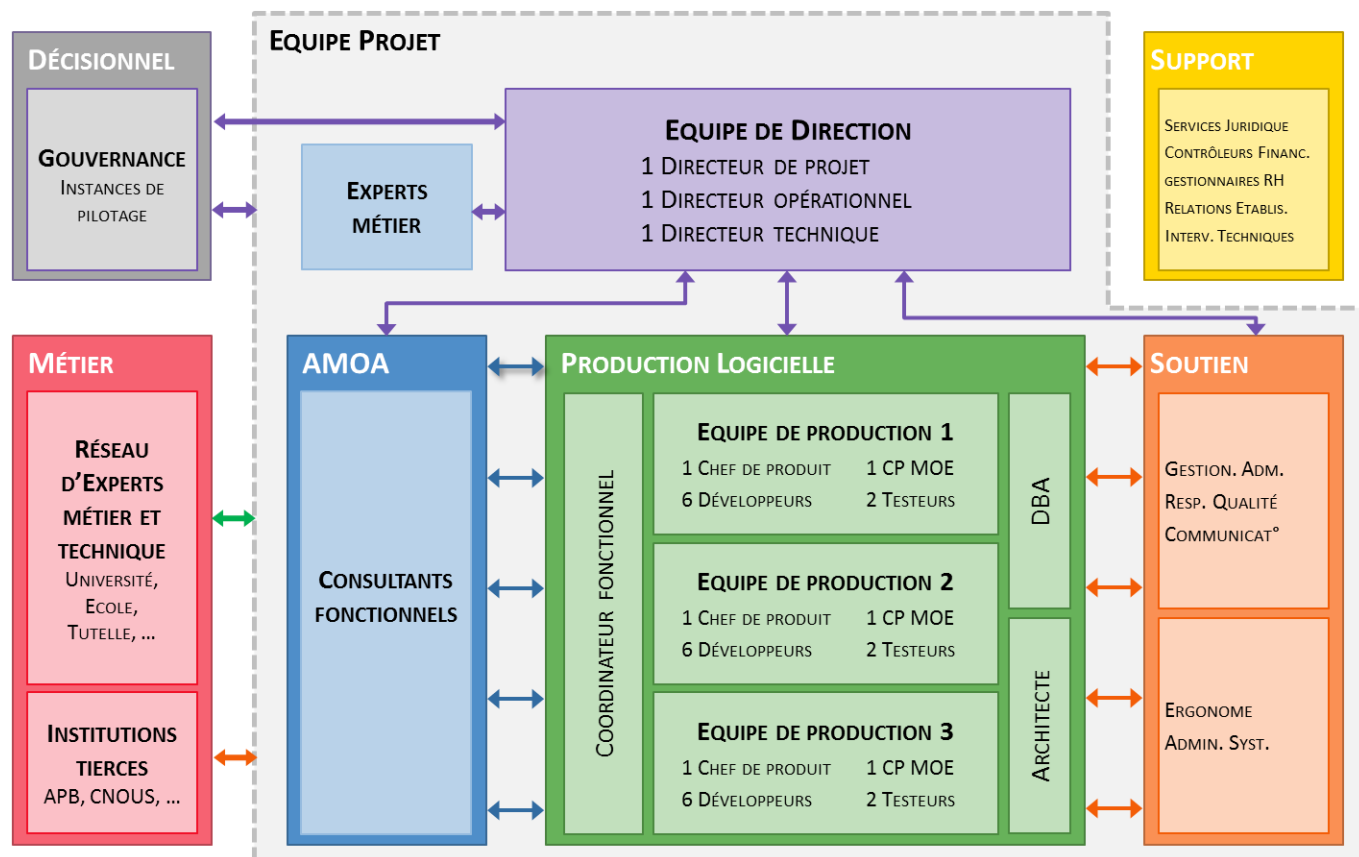 EQUIPE PROJET
DÉCISIONNEL
GOUVERNANCE
INSTANCES DE
PILOTAGE
EXPERTS
MÉTIER
EQUIPE DE DIRECTION
1 DIRECTEUR DE PROJET
1 DIRECTEUR OPÉRATIONNEL
1 DIRECTEUR TECHNIQUE
SUPPORT
SERVICES JURIDIQUE
CONTRÔLEURS FINANC.
GESTIONNAIRES RH
RELATIONS ETABLIS.
INTERV. TECHNIQUES
MÉTIER
RÉSEAU
D'EXPERTS
MÉTIER ET
TECHNIQUE
UNIVERSITÉ,
ECOLE,
TUTELLE, ...
INSTITUTIONS
TIERCES
APB, CNOUS, ...
AMOA
CONSULTANTS
FONCTIONNELS
PRODUCTION LOGICIELLE
COORDINATEUR FONCTIONNEL
EQUIPE DE PRODUCTION 1
1 CHEF DE PRODUIT 1 CP MOE
6 DÉVELOPPEURS 2 TESTEURS
EQUIPE DE PRODUCTION 2
1 CHEF DE PRODUIT 1 CP MOE
6 DÉVELOPPEURS 2 TESTEURS
EQUIPE DE PRODUCTION 3
1 CHEF DE PRODUIT 1 CP MOE
6 DÉVELOPPEURS 2 TESTEURS
DBA
ARCHITECTE
SOUTIEN
GESTION. ADM.
RESP. QUALITÉ
COMMUNICAT°
ERGONOME
ADMIN. SYST.